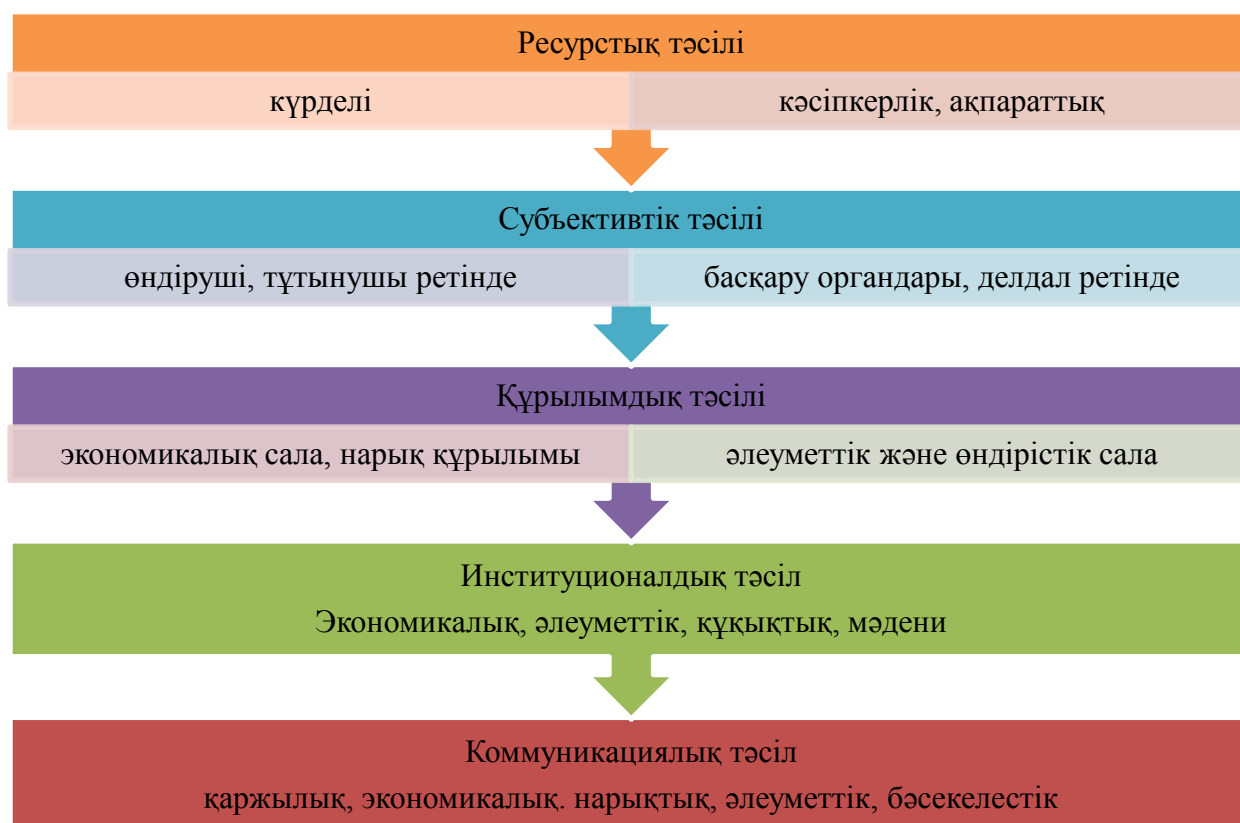 Ресурстық тәсілі
күрделі
кәсіпкерлік, ақпараттық
Субъективтік тәсілі
өндіруші, тұтынушы ретінде
басқару органдары, делдал ретінде
Құрылымдық тәсілі
экономикалық сала, нарық құрылымы
әлеуметтік және өндірістік сала
Институционалдық тәсіл
Экономикалық, әлеуметтік, құқықтық, мәдени
Коммуникациялық тәсіл
қаржылық, экономикалық. нарықтық, әлеуметтік, бәсекелестік